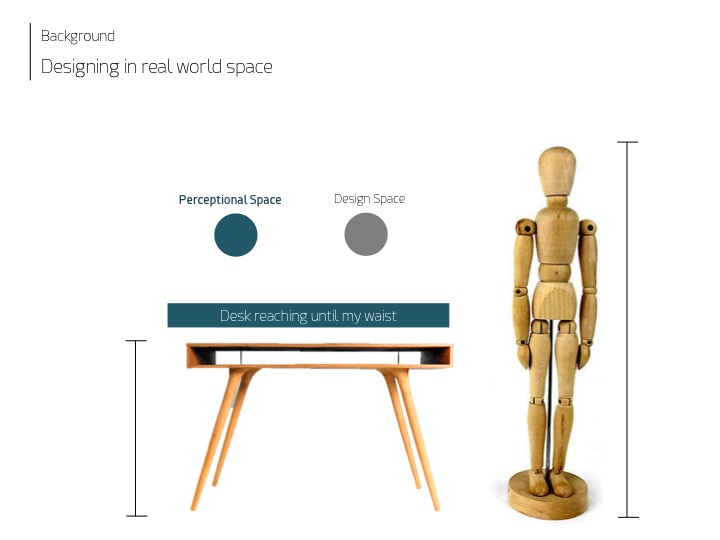 Background
Designing in real world space
Perceptional Space
Design Space
Desk reaching until my waist